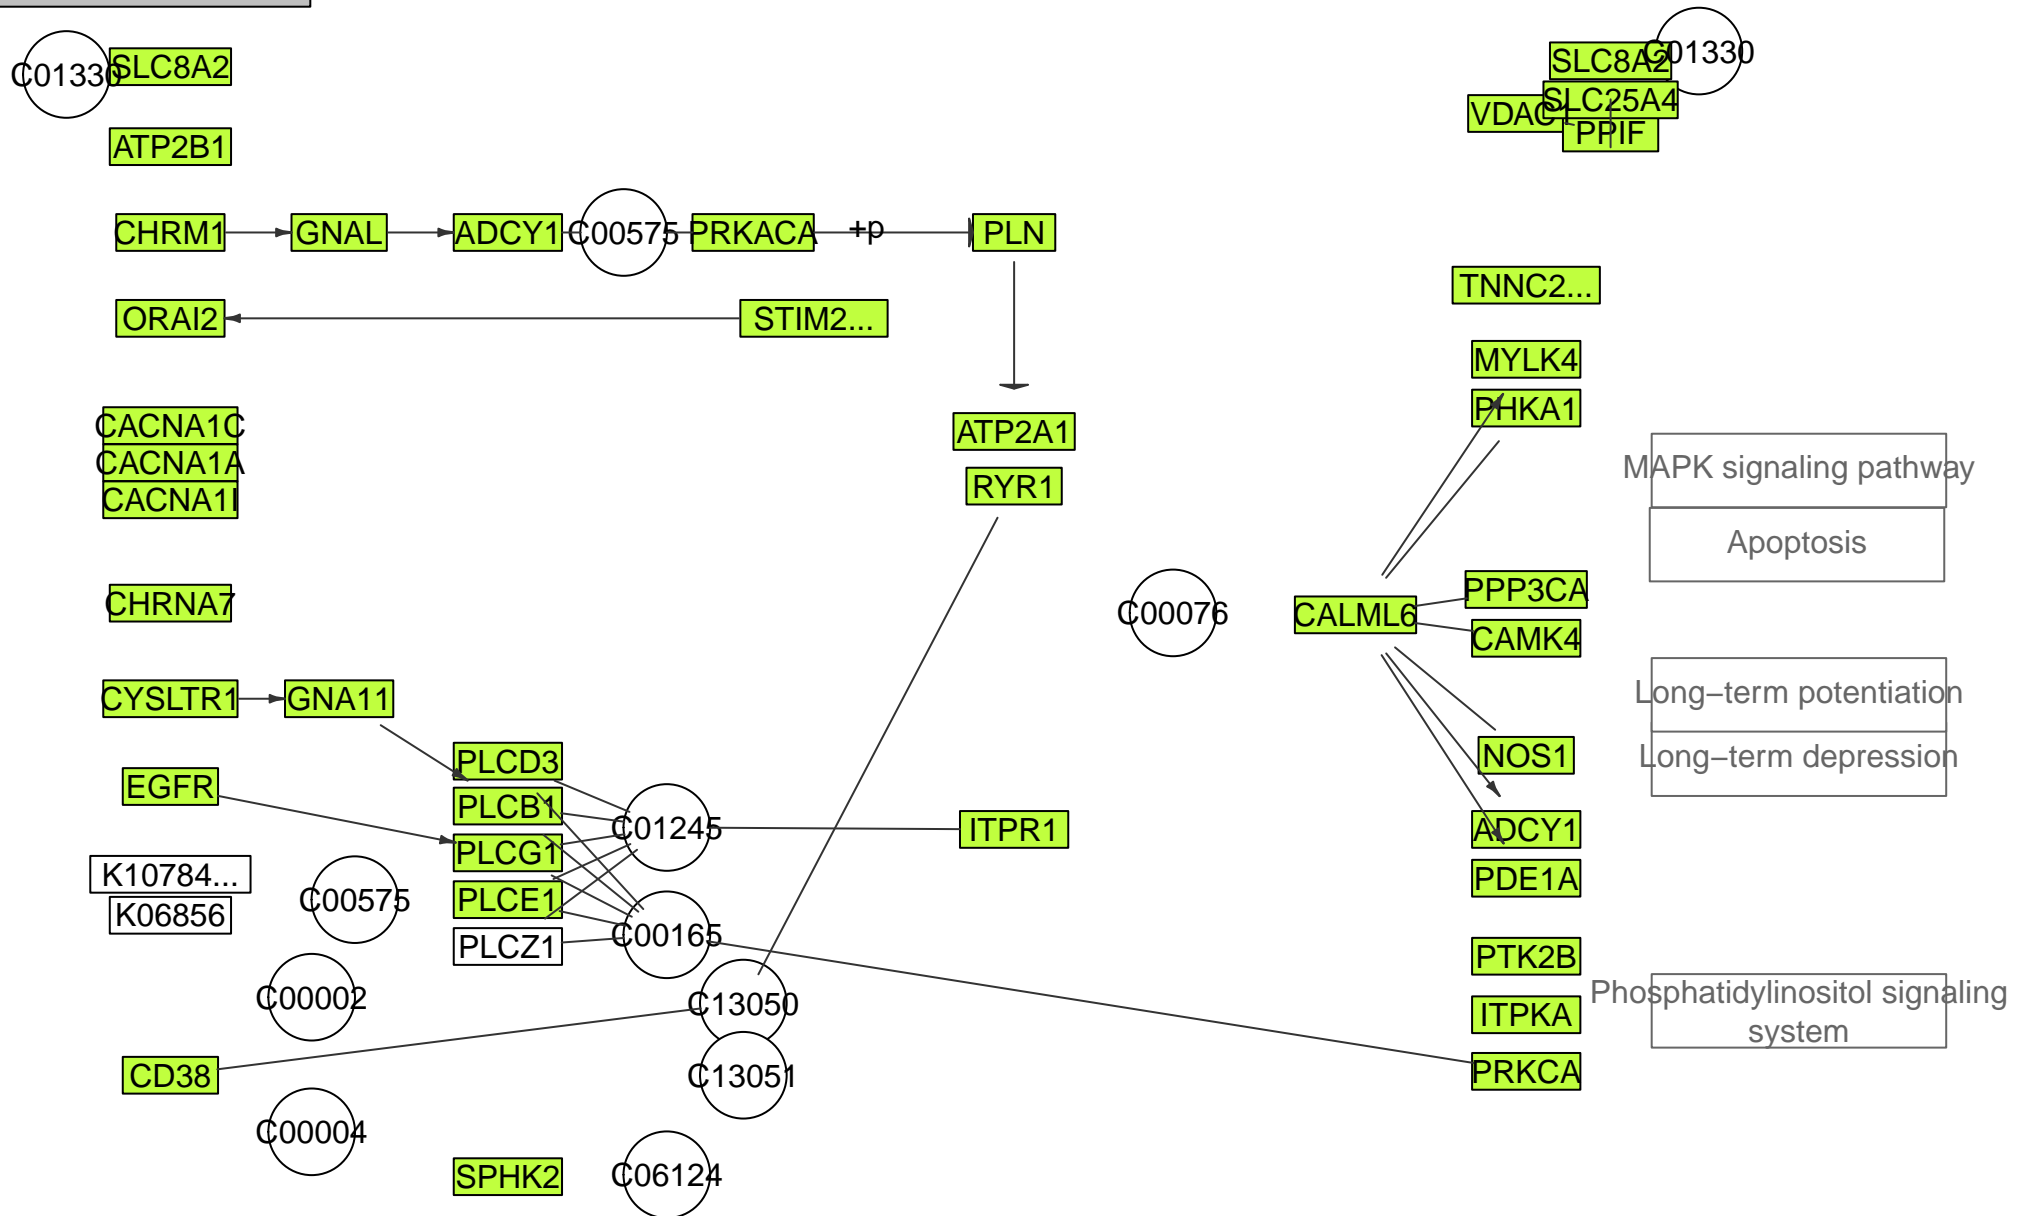 C01330
SLC8A2
SLC8A2
C01330
VDAC1
SLC25A4
PPIF
ATP2B1
CHRM1
GNAL
ADCY1
C00575
PRKACA
+p
PLN
TNNC2...
ORAI2
STIM2...
MYLK4
PHKA1
CACNA1C
CACNA1A
CACNA1I
ATP2A1
RYR1
MAPK signaling pathway
Apoptosis
CHRNA7
C00076
CALML6
PPP3CA
CAMK4
CYSLTR1
GNA11
Long−term potentiation
Long−term depression
PLCD3
NOS1
EGFR
PLCB1
C01245
ITPR1
ADCY1
PLCG1
K10784...
K06856
C00575
PLCE1
PDE1A
PLCZ1
C00165
PTK2B
C00002
C13050
ITPKA
Phosphatidylinositol signaling
system
CD38
C13051
PRKCA
C00004
SPHK2
C06124